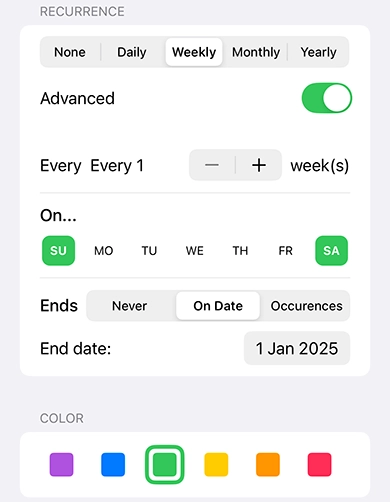 RECURRENCE
None Daily Weekly Monthly Yearly
Advanced
Every Every 1 − + week(s)
On...
SU MO TU WE TH FR SA
Ends Never On Date Occurences
End date: 1 Jan 2025
COLOR